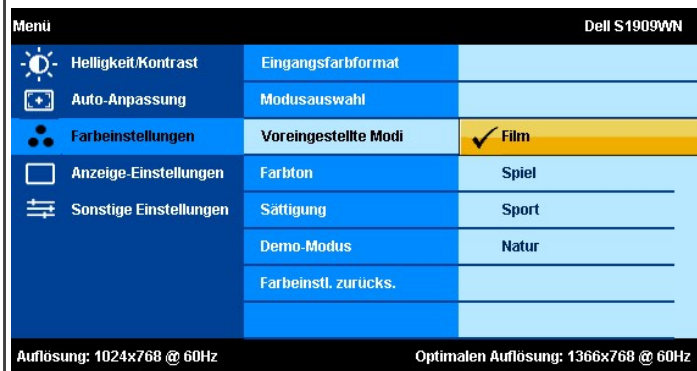 Menü Dell S1909WN
Helligkeit/Kontrast Eingangsfarbformat
Auto-Anpassung Modusauswahl
Farbeinstellungen Voreingestellte Modi Film
Anzeige-Einstellungen Farbton Spiel
Sonstige Einstellungen Sättigung Sport
Demo-Modus Natur
Farbeinstl. zurücks.
Auflösung: 1024x768 @ 60Hz Optimalen Auflösung: 1366x768 @ 60Hz